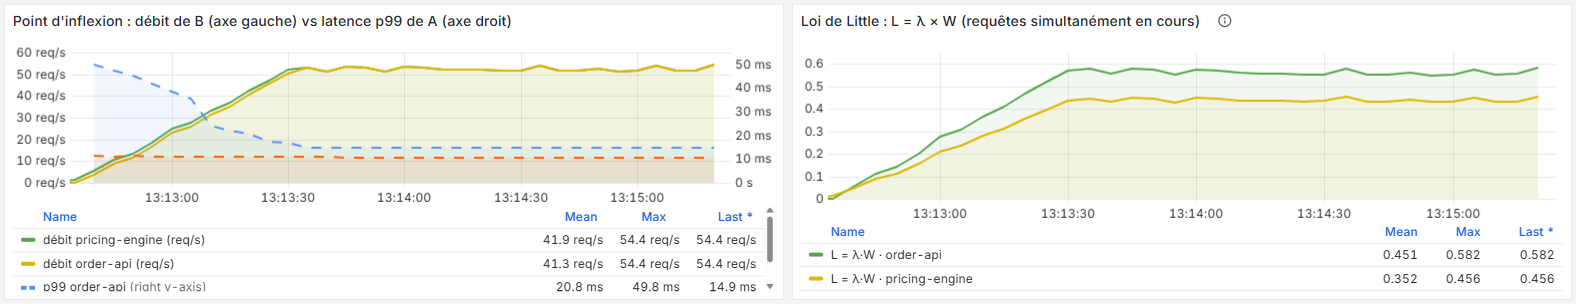 Point d'inflexion : débit de B (axe gauche) vs latence p99 de A (axe droit)
60 req/s
50 req/s
40 req/s
30 req/s
20 req/s
10 req/s
0 req/s
50 ms
40 ms
30 ms
20 ms
10 ms
0 s
13:13:00 13:13:30 13:14:00 13:14:30 13:15:00
Name Mean Max Last *
débit pricing-engine (req/s) 41.9 req/s 54.4 req/s 54.4 req/s
débit order-api (req/s) 41.3 req/s 54.4 req/s 54.4 req/s
p99 order-api (right y-axis) 20.8 ms 49.8 ms 14.9 ms
Loi de Little : L = λ × W (requêtes simultanément en cours)
0.6
0.5
0.4
0.3
0.2
0.1
0
13:13:00 13:13:30 13:14:00 13:14:30 13:15:00
Name Mean Max Last *
L = λ·W · order-api 0.451 0.582 0.582
L = λ·W · pricing-engine 0.352 0.456 0.456